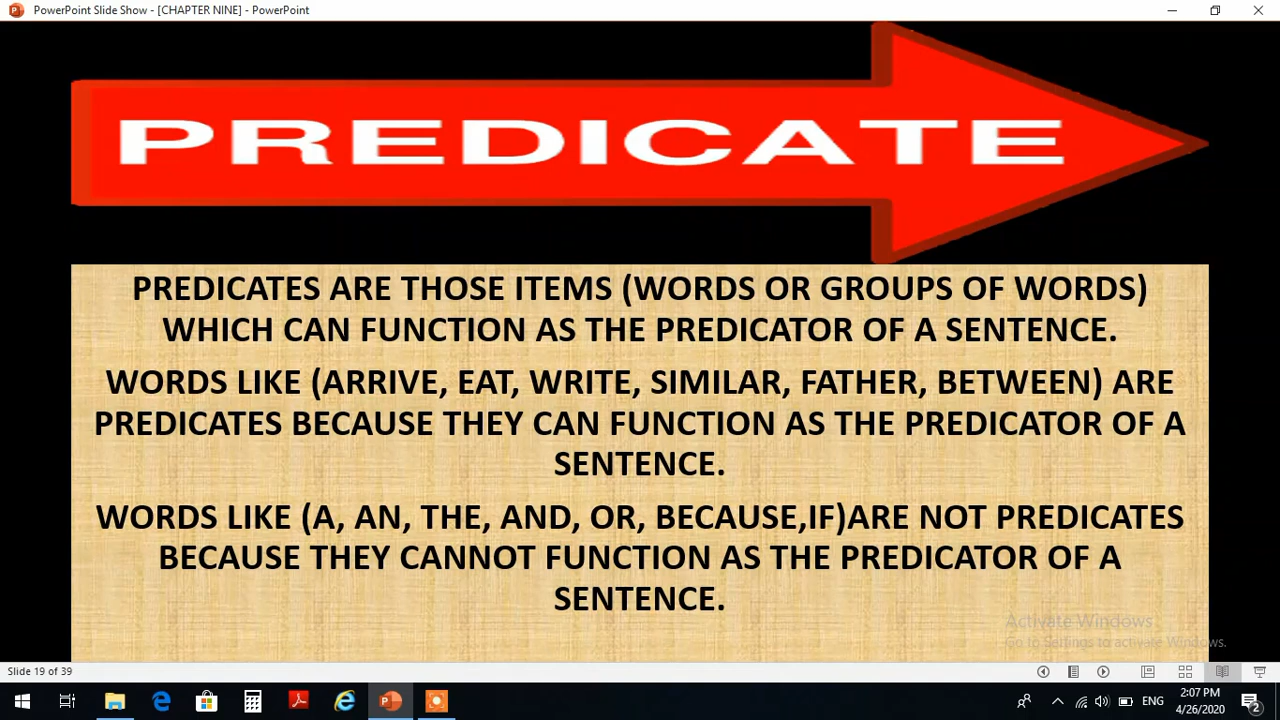 PowerPoint Slide Show - [CHAPTER NINE] - PowerPoint
PREDICATE
PREDICATES ARE THOSE ITEMS (WORDS OR GROUPS OF WORDS)
WHICH CAN FUNCTION AS THE PREDICATOR OF A SENTENCE.
WORDS LIKE (ARRIVE, EAT, WRITE, SIMILAR, FATHER, BETWEEN) ARE
PREDICATES BECAUSE THEY CAN FUNCTION AS THE PREDICATOR OF A
SENTENCE.
WORDS LIKE (A, AN, THE, AND, OR, BECAUSE,IF)ARE NOT PREDICATES
BECAUSE THEY CANNOT FUNCTION AS THE PREDICATOR OF A
SENTENCE.
Activate Windows
Go to Settings to activate Windows.
Slide 19 of 39
ENG
2:07 PM
4/26/2020
2